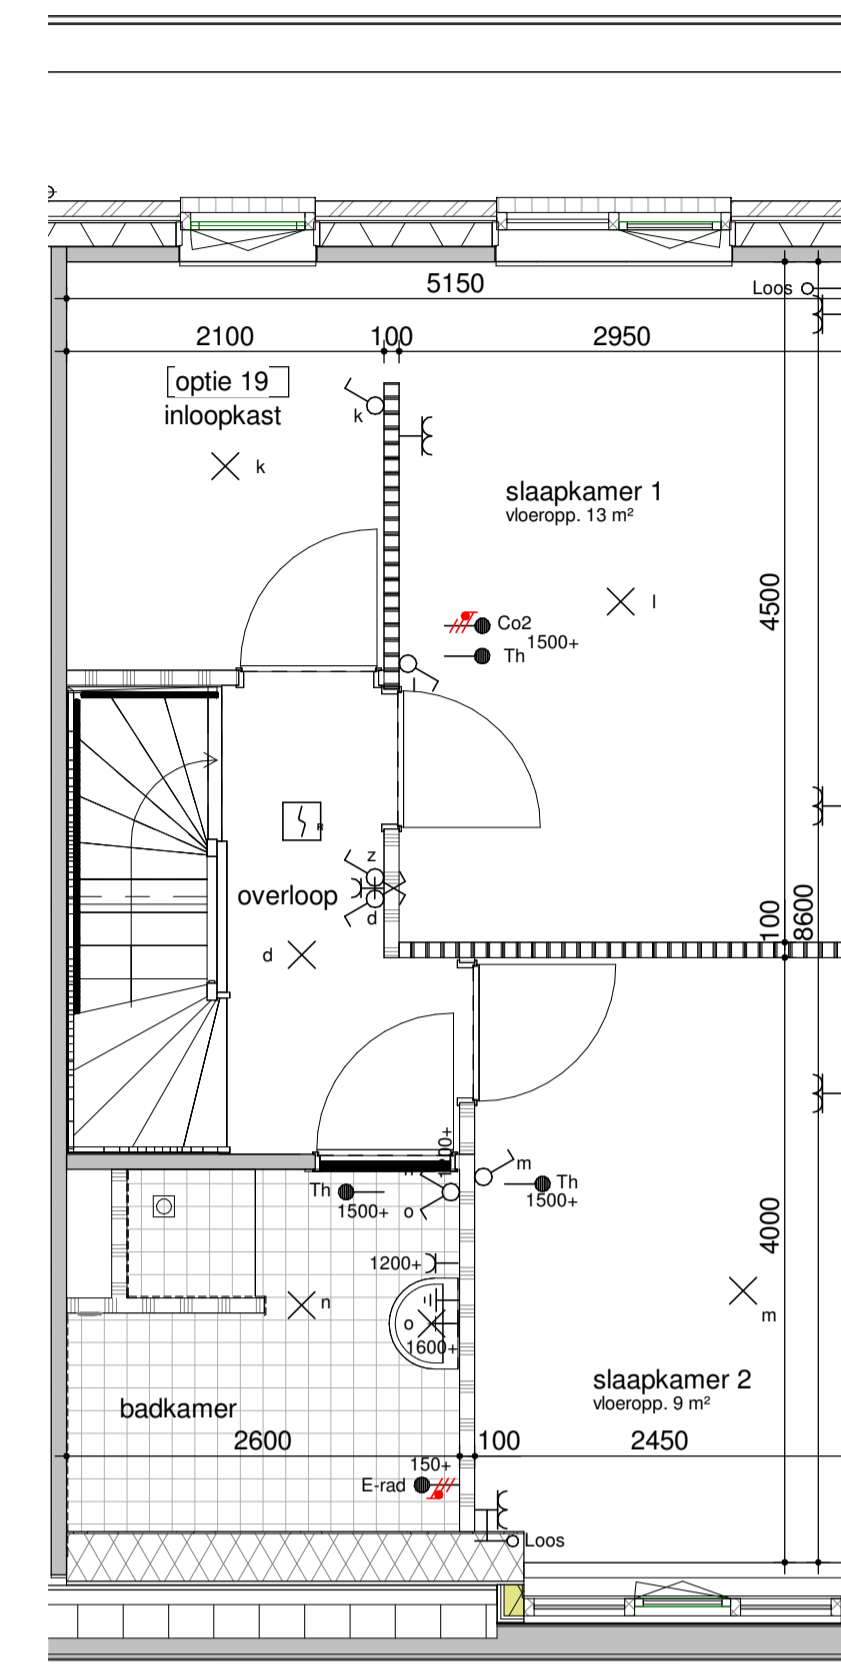 5150
Loos
2100
100
2950
optie 19
inloopkast
k
k
slaapkamer 1
vloeropp. 13 m²
l
4500
Co2
1500+
Th
l
R
z
overloop
d
d
100
8600
1200+
m
Th
1500+
Th
1500+
o
4000
1200+
n
o
1600+
m
slaapkamer 2
vloeropp. 9 m²
badkamer
2600
100
2450
150+
E-rad
Loos